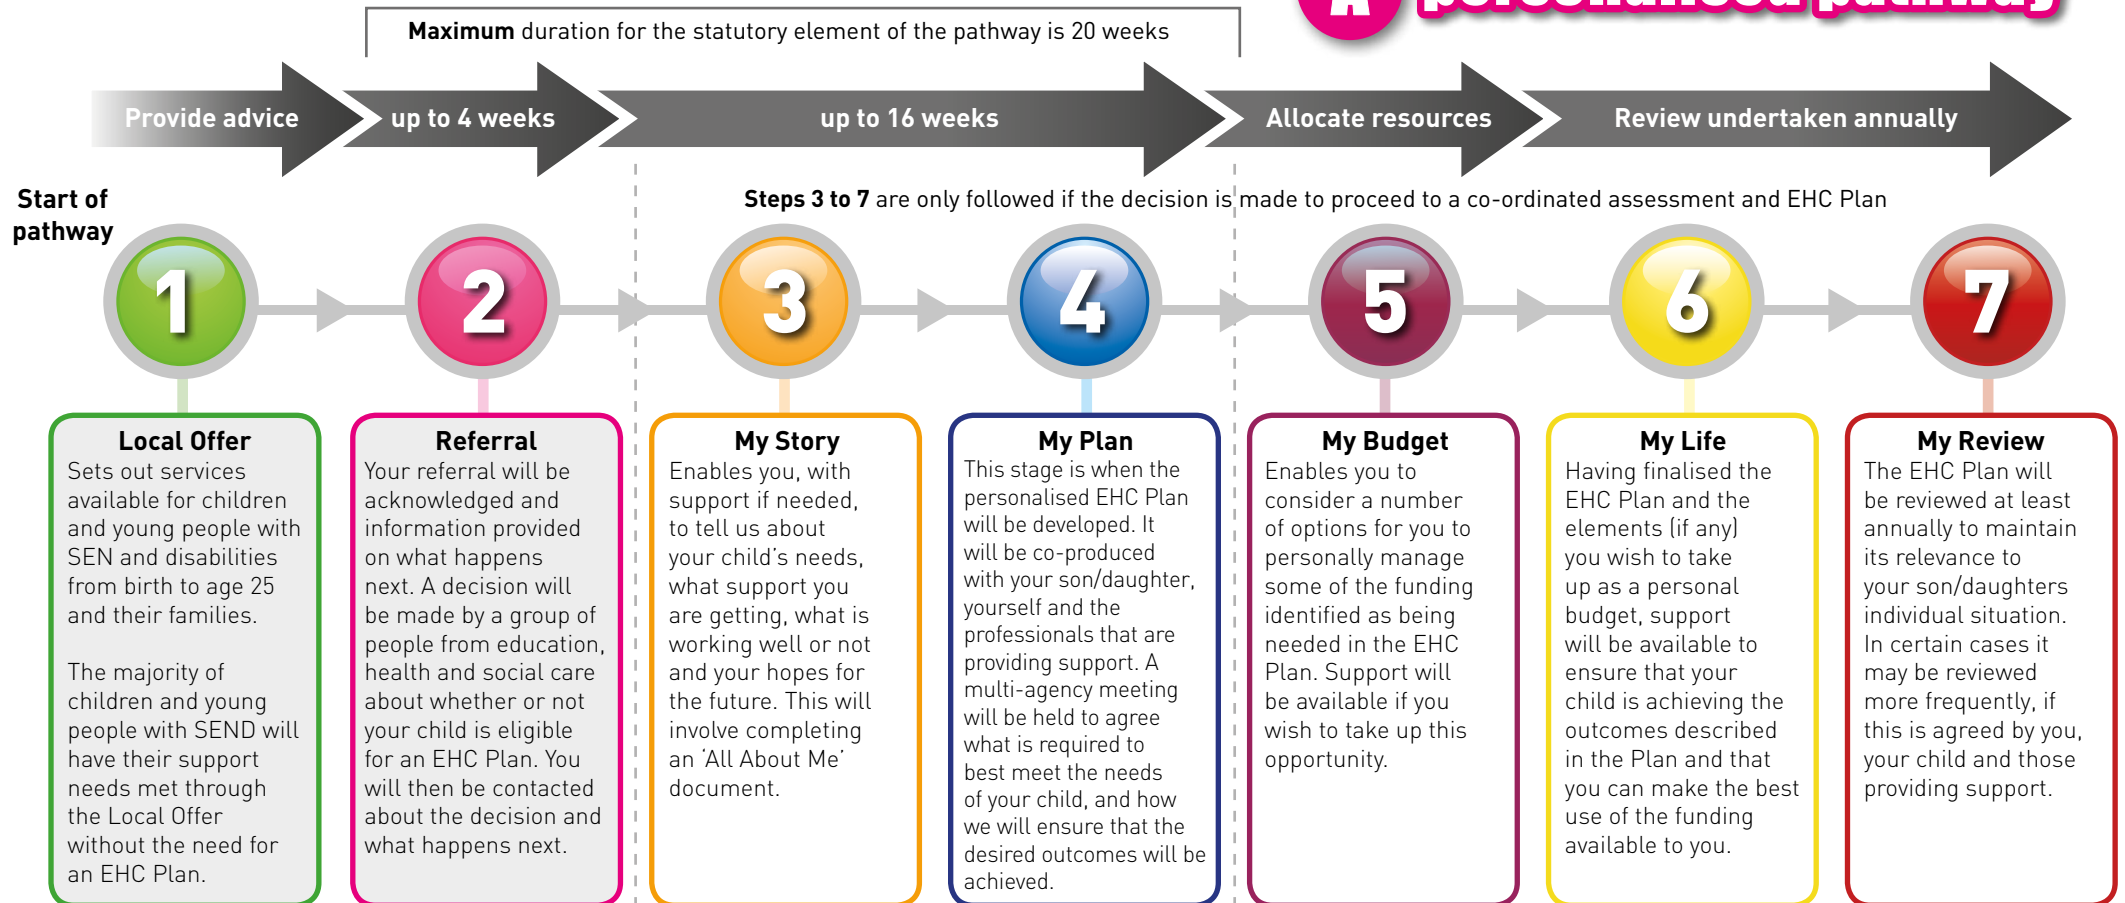 A personalised pathway
Maximum duration for the statutory element of the pathway is 20 weeks
Provide advice
up to 4 weeks
up to 16 weeks
Allocate resources
Review undertaken annually
Start of
pathway
Steps 3 to 7 are only followed if the decision is made to proceed to a co-ordinated assessment and EHC Plan
1
2
3
4
5
6
7
Local Offer
Sets out services
available for children
and young people with
SEN and disabilities
from birth to age 25
and their families.
The majority of
children and young
people with SEND will
have their support
needs met through
the Local Offer
without the need for
an EHC Plan.
Referral
Your referral will be
acknowledged and
information provided
on what happens
next. A decision will
be made by a group of
people from education,
health and social care
about whether or not
your child is eligible
for an EHC Plan. You
will then be contacted
about the decision and
what happens next.
My Story
Enables you, with
support if needed,
to tell us about
your child’s needs,
what support you
are getting, what is
working well or not
and your hopes for
the future. This will
involve completing
an ‘All About Me’
document.
My Plan
This stage is when the
personalised EHC Plan
will be developed. It
will be co-produced
with your son/daughter,
yourself and the
professionals that are
providing support. A
multi-agency meeting
will be held to agree
what is required to
best meet the needs
of your child, and how
we will ensure that the
desired outcomes will be
achieved.
My Budget
Enables you to
consider a number
of options for you to
personally manage
some of the funding
identified as being
needed in the EHC
Plan. Support will
be available if you
wish to take up this
opportunity.
My Life
Having finalised the
EHC Plan and the
elements (if any)
you wish to take
up as a personal
budget, support
will be available to
ensure that your
child is achieving the
outcomes described
in the Plan and that
you can make the best
use of the funding
available to you.
My Review
The EHC Plan will
be reviewed at least
annually to maintain
its relevance to
your son/daughters
individual situation.
In certain cases it
may be reviewed
more frequently, if
this is agreed by you,
your child and those
providing support.